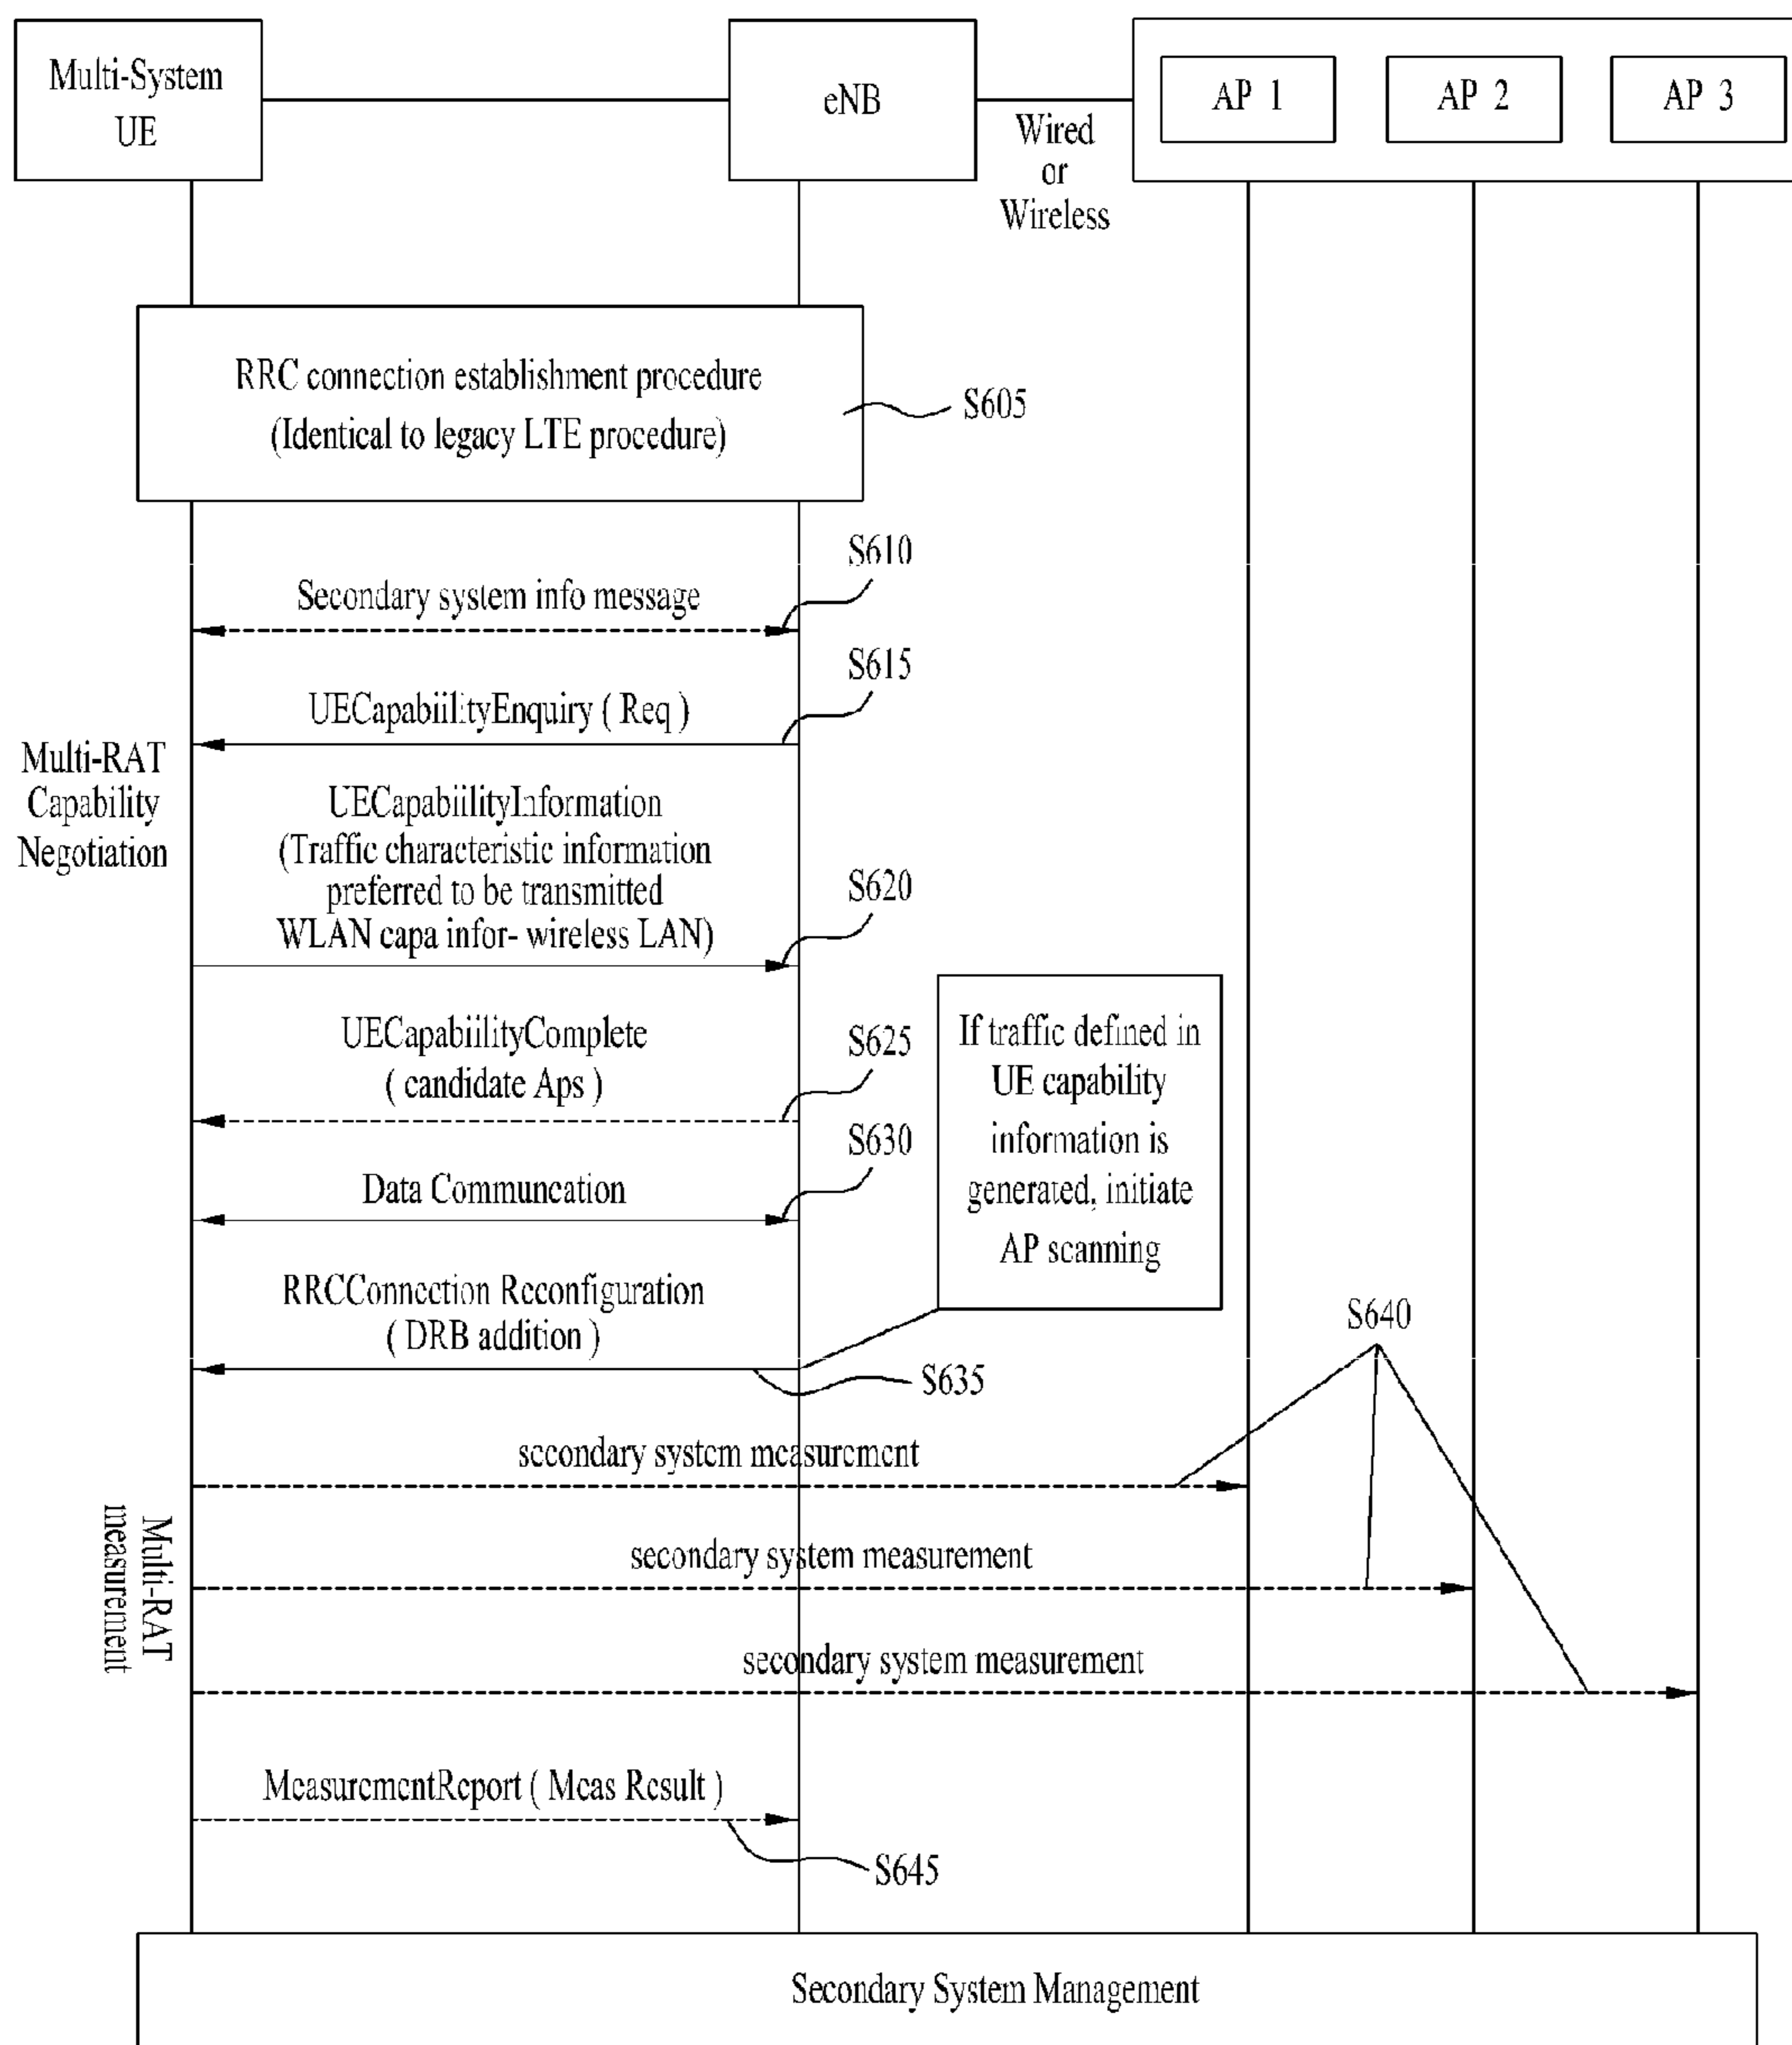 Multi-System
UE
eNB
Wired
or
Wireless
AP 1
AP 2
AP 3
RRC connection establishment procedure
(Identical to legacy LTE procedure)
S605
S610
Secondary system info message
S615
UECapabiilityEnquiry ( Req )
Multi-RAT
Capability
Negotiation
UECapabiilityInformation
(Traffic characteristic information
preferred to be transmitted
WLAN capa infor- wireless LAN)
S620
UECapabiilityComplete
( candidate Aps )
S625
If traffic defined in
UE capability
information is
generated, initiate
AP scanning
S630
Data Communcation
RRCConnection Reconfiguration
( DRB addition )
S635
S640
Multi-RAT
measurement
secondary system measurement
secondary system measurement
secondary system measurement
MeasurementReport ( Meas Result )
S645
Secondary System Management